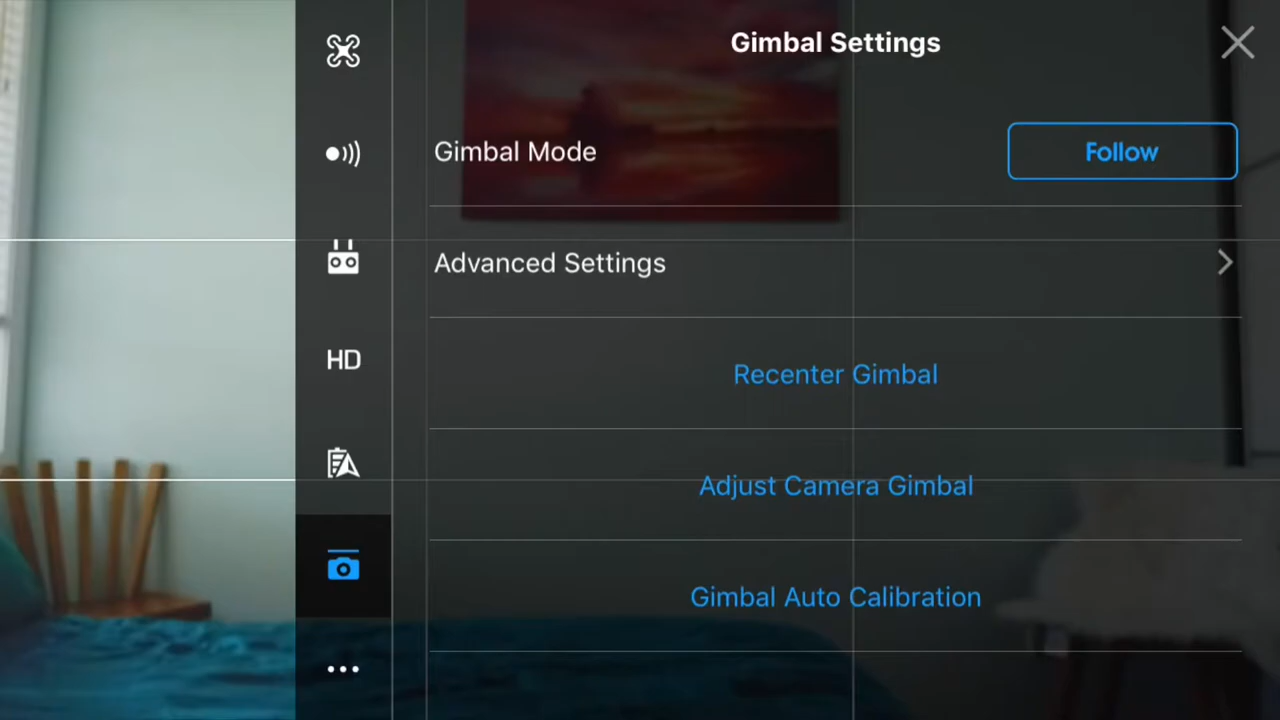 Gimbal Settings
Gimbal Mode
Follow
Advanced Settings
HD
Recenter Gimbal
Adjust Camera Gimbal
Gimbal Auto Calibration